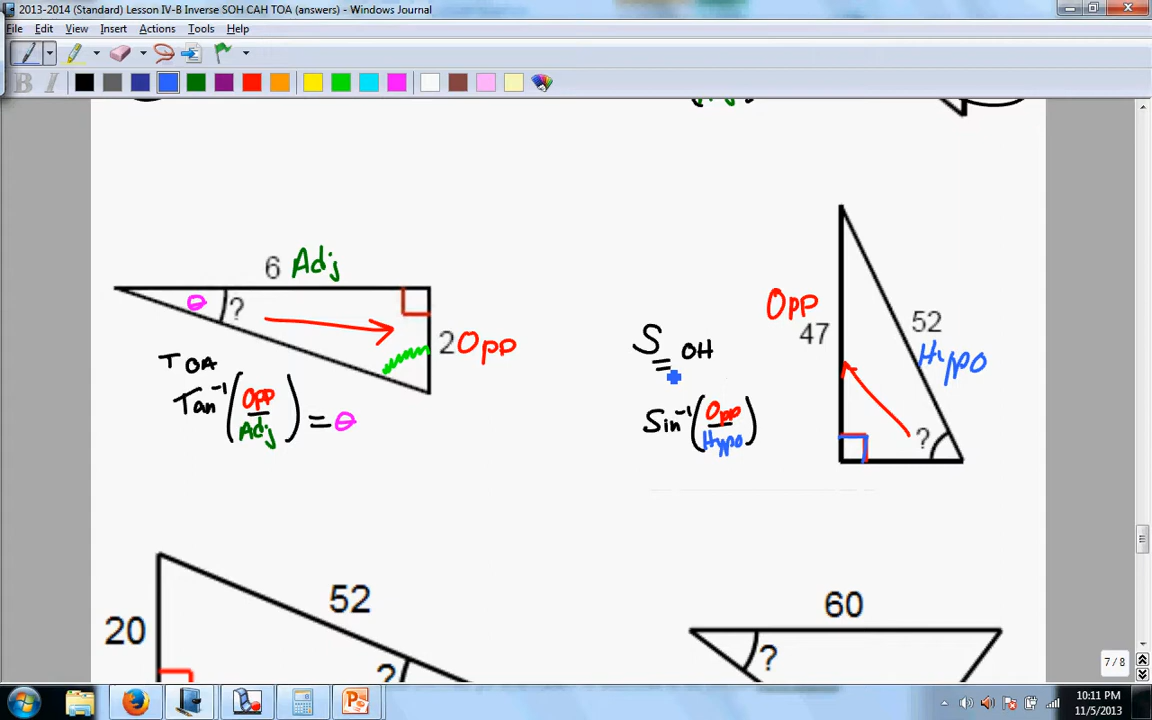 2013-2014 (Standard) Lesson IV-B Inverse SOH CAH TOA (answers) - Windows Journal
File Edit View Insert Actions Tools Help
B I
6 Adj
θ ?
2 Opp
TOA
Tan⁻¹(Opp/Adj) = θ
Opp
47
52
Hypo
S OH
Sin⁻¹(Opp/Hypo)
?
52
20
?
60
?
7 / 8
10:11 PM
11/5/2013